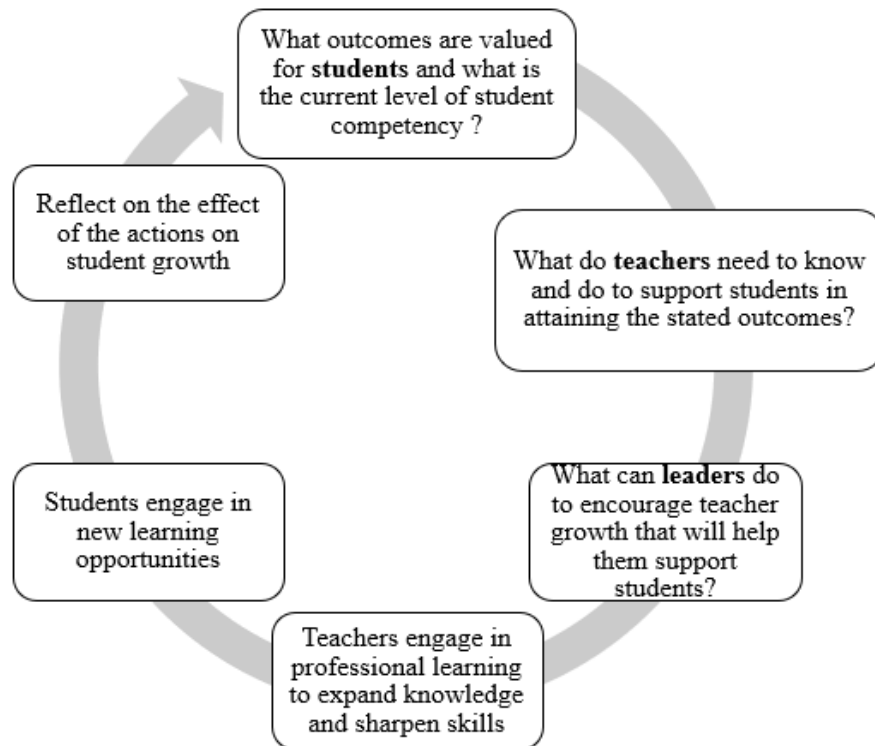 What outcomes are valued
for students and what is
the current level of student
competency ?
What do teachers need to know
and do to support students in
attaining the stated outcomes?
What can leaders do
to encourage teacher
growth that will help
them support
students?
Teachers engage in
professional learning
to expand knowledge
and sharpen skills
Students engage in
new learning
opportunities
Reflect on the effect
of the actions on
student growth